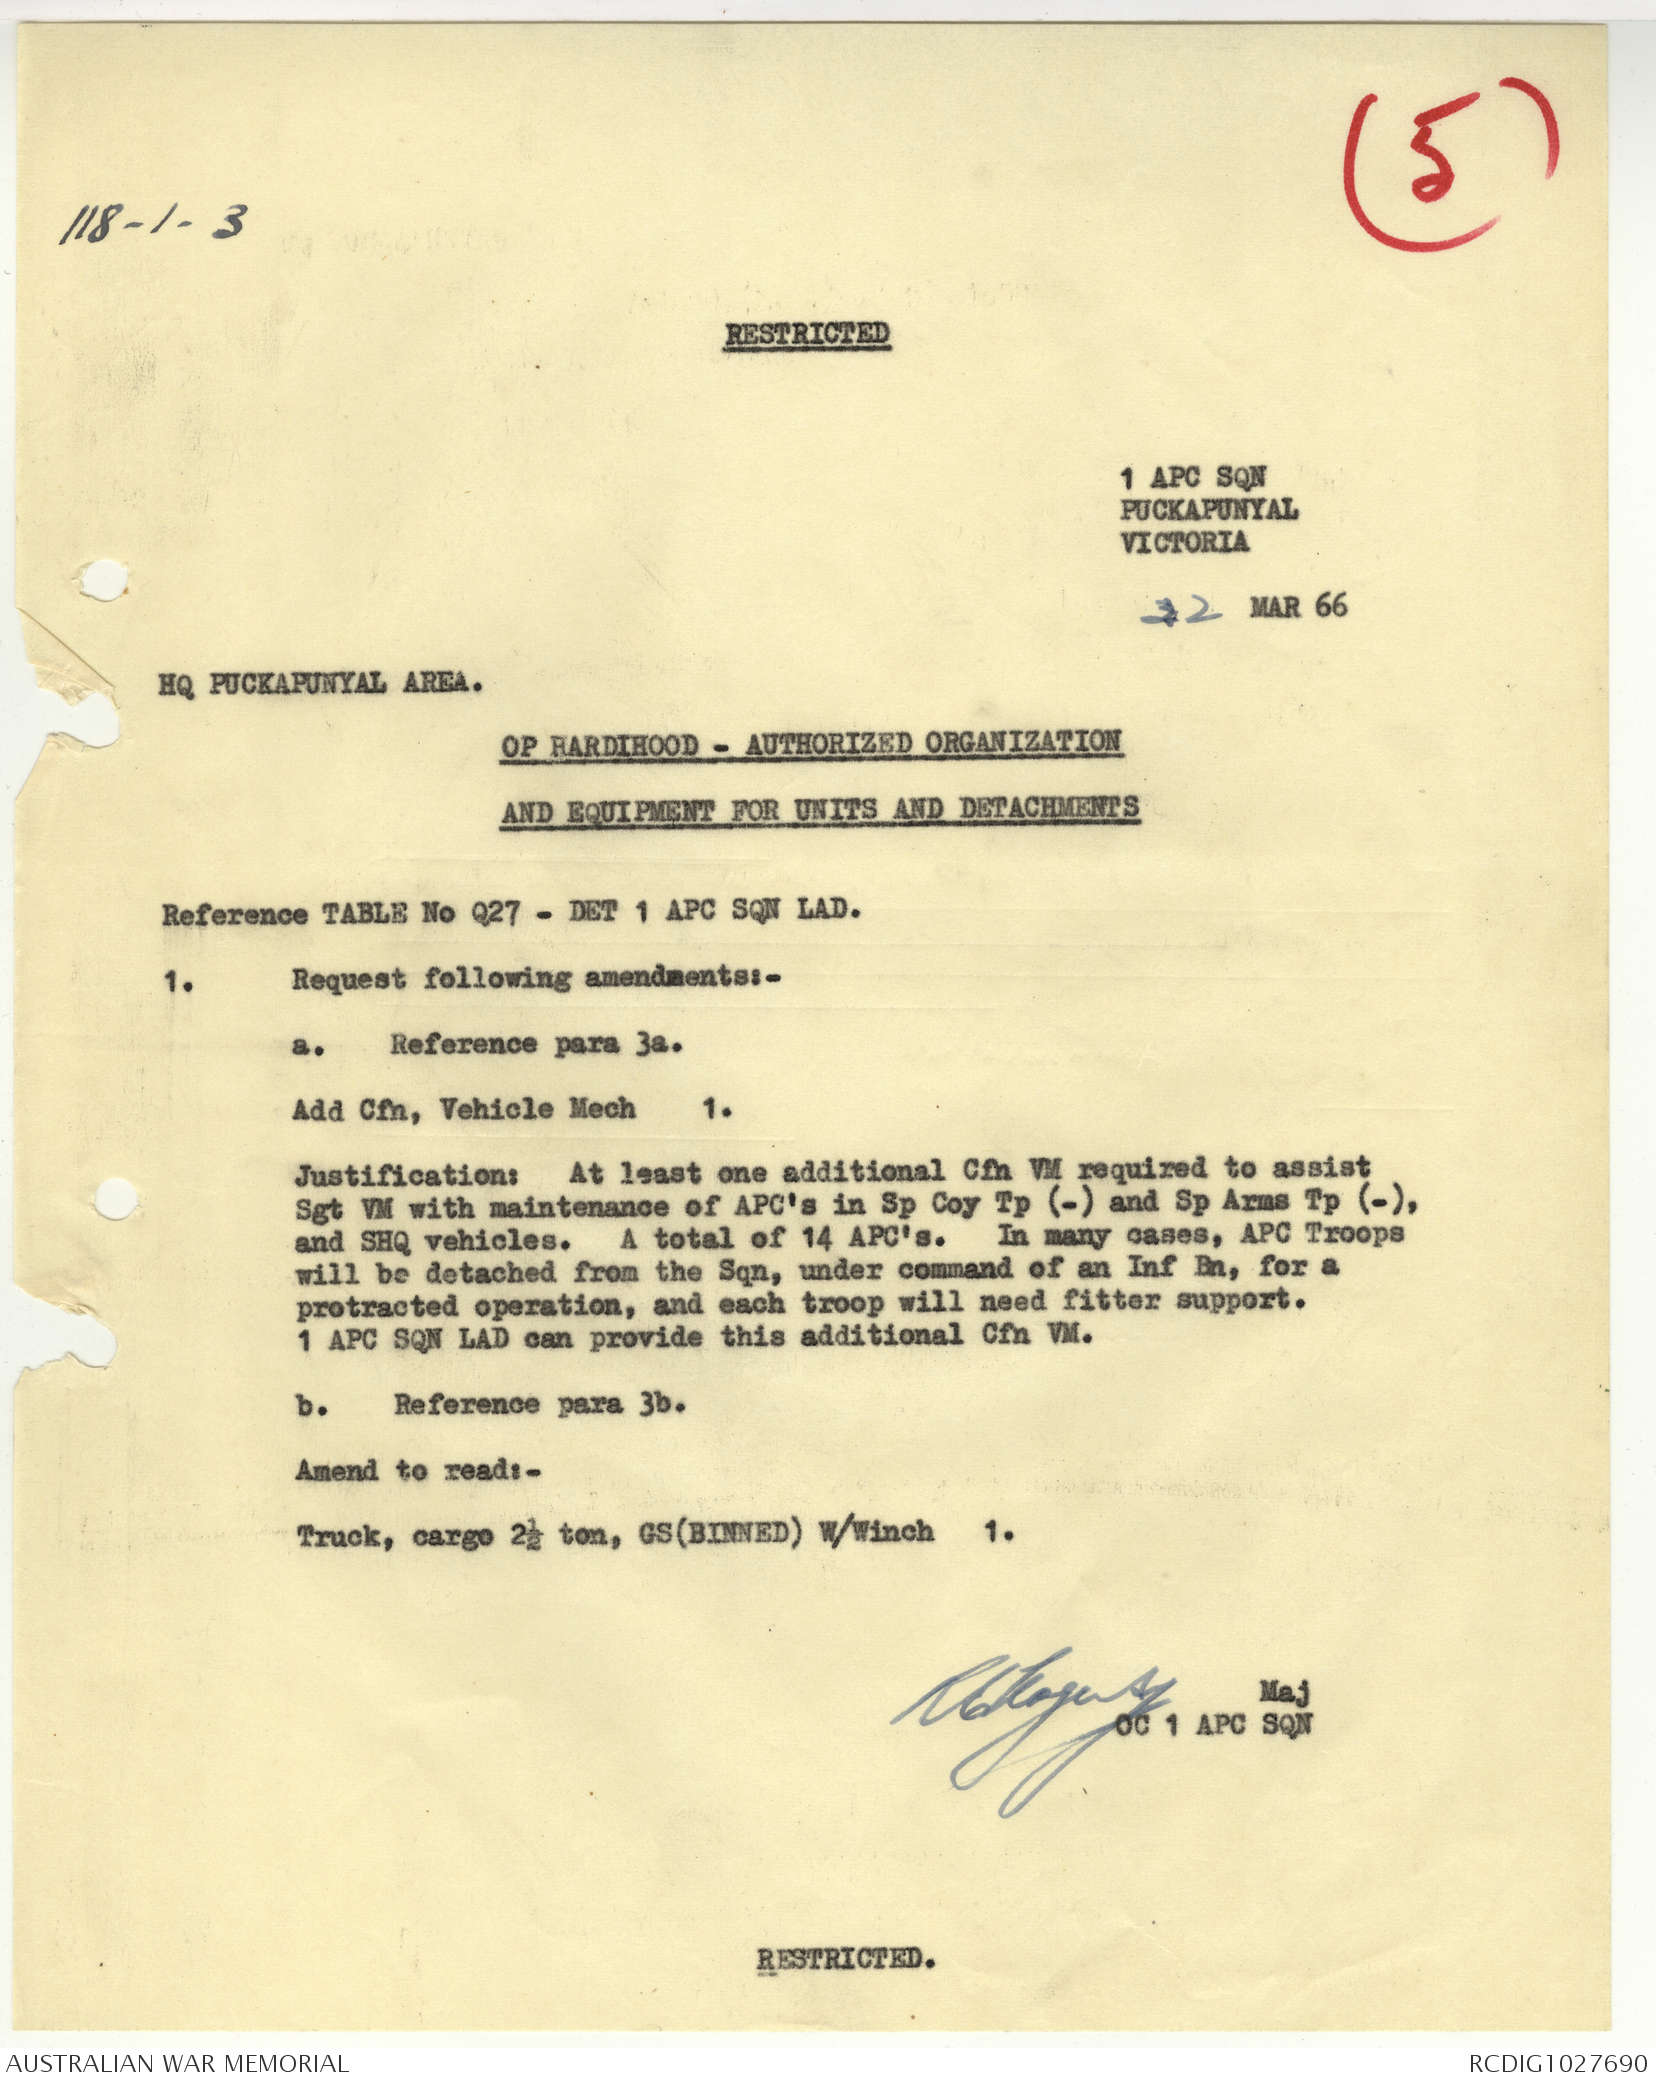 (5)
118-1-3
RESTRICTED
1 APC SQN
PUCKAPUNYAL
VICTORIA
22 MAR 66
HQ PUCKAPUNYAL AREA.
OP HARDIHOOD - AUTHORIZED ORGANIZATION
AND EQUIPMENT FOR UNITS AND DETACHMENTS
Reference TABLE No Q27 - DET 1 APC SQN LAD.
1. Request following amendments:-
a. Reference para 3a.
Add Cfn, Vehicle Mech 1.
Justification: At least one additional Cfn VM required to assist
Sgt VM with maintenance of APC's in Sp Coy Tp (-) and Sp Arms Tp (-),
and SHQ vehicles. A total of 14 APC's. In many cases, APC Troops
will be detached from the Sqn, under command of an Inf Bn, for a
protracted operation, and each troop will need fitter support.
1 APC SQN LAD can provide this additional Cfn VM.
b. Reference para 3b.
Amend to read:-
Truck, cargo 2½ ton, GS(BINNED) W/Winch 1.
Maj
OC 1 APC SQN
RESTRICTED.
AUSTRALIAN WAR MEMORIAL
RCDIG1027690